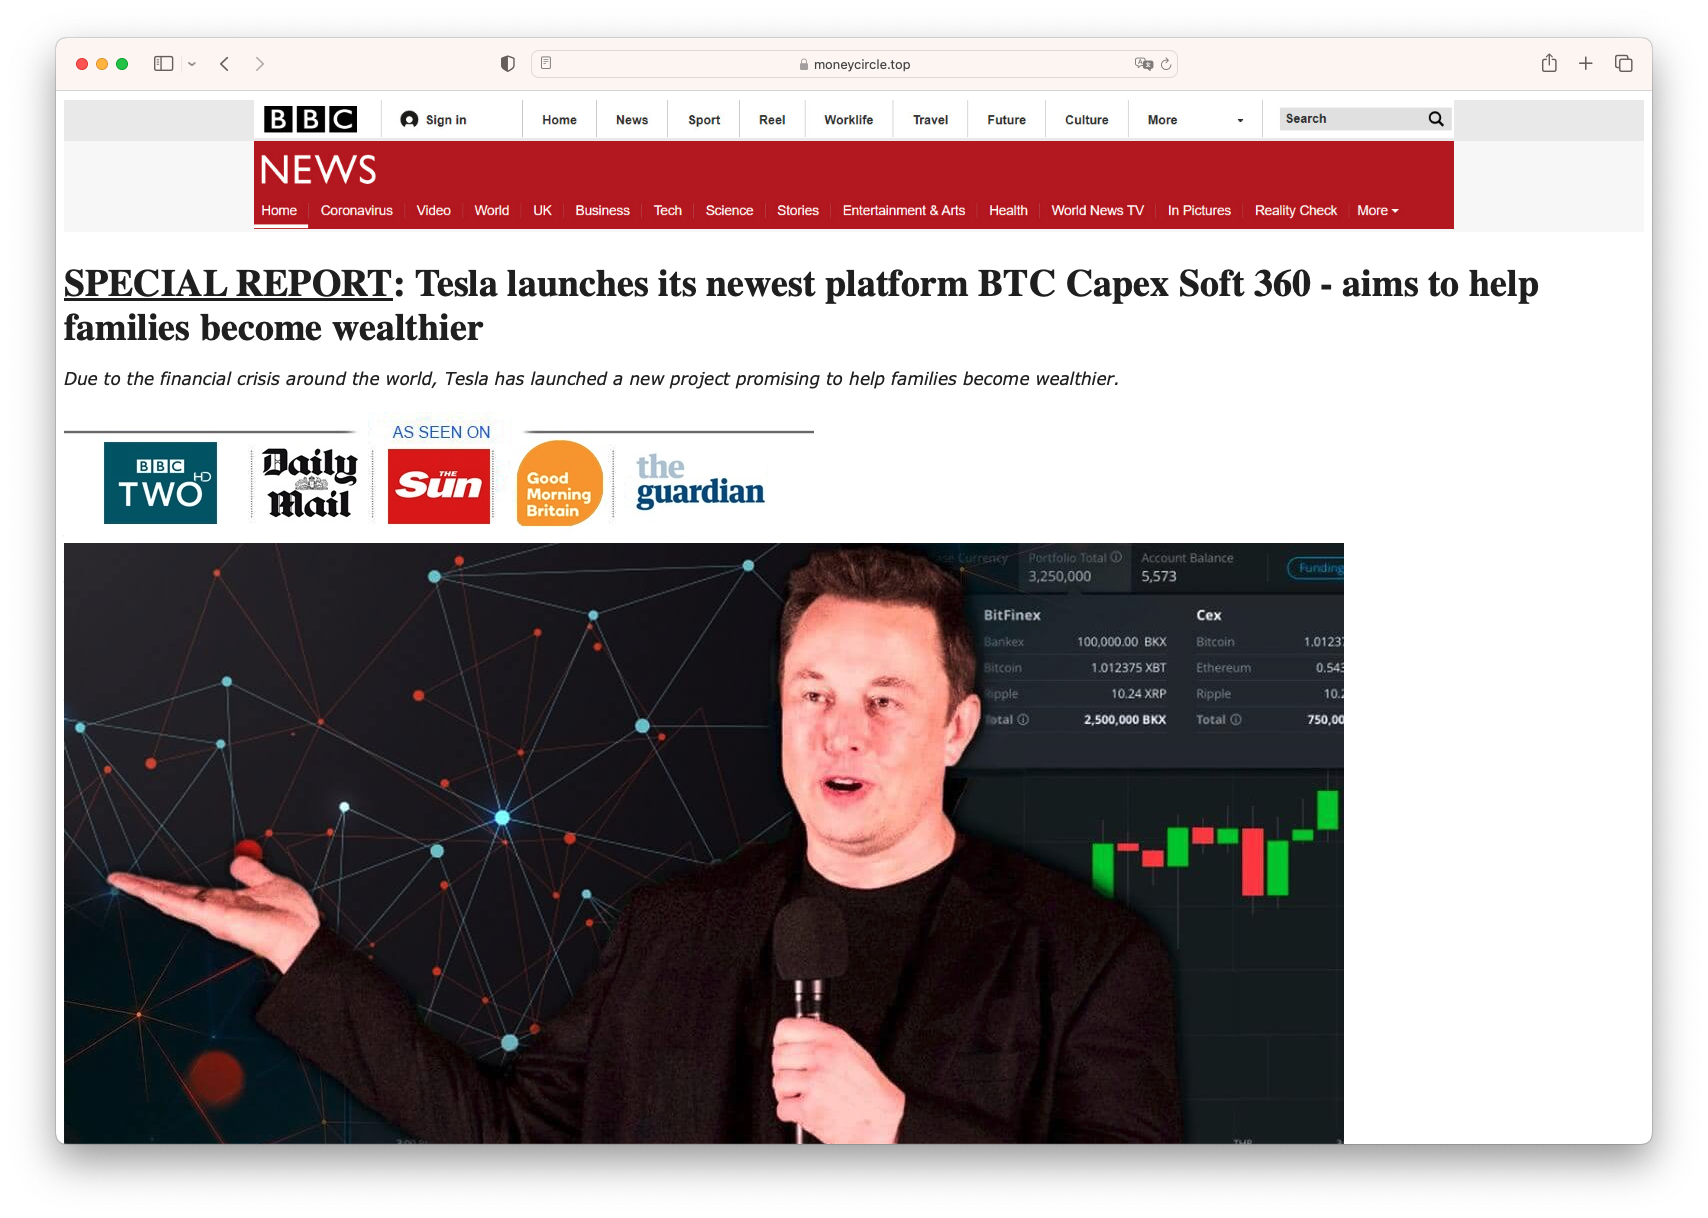 moneycircle.top
BBC Sign in Home News Sport Reel Worklife Travel Future Culture More Search
NEWS
Home Coronavirus Video World UK Business Tech Science Stories Entertainment & Arts Health World News TV In Pictures Reality Check More
SPECIAL REPORT: Tesla launches its newest platform BTC Capex Soft 360 - aims to help
families become wealthier
Due to the financial crisis around the world, Tesla has launched a new project promising to help families become wealthier.
AS SEEN ON
BBC
TWO HD
Daily
Mail
THE
Sun
Good
Morning
Britain
the
guardian
Currency Portfolio Total Account Balance
3,250,000 5,573 Funding
BitFinex Cex
Bankex 100,000.00 BKX Bitcoin 1.0123
Bitcoin 1.012375 XBT Ethereum 0.543
Ripple 10.24 XRP Ripple 10.2
Total 2,500,000 BKX Total 750,00